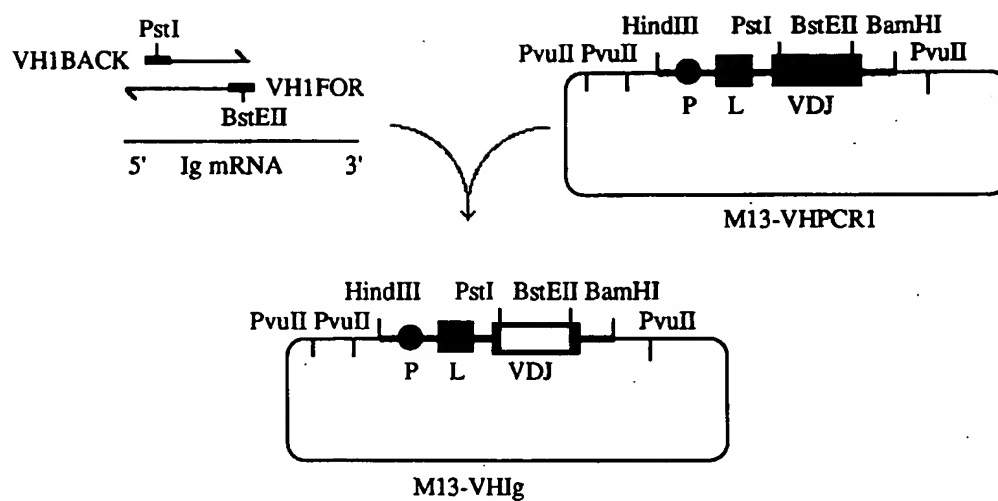 PstI
VH1BACK
VH1FOR
BstEII
5' Ig mRNA 3'
HindIII PstI BstEII BamHI
PvuII PvuII PvuII
P L VDJ
M13-VHPCR1
HindIII PstI BstEII BamHI
PvuII PvuII PvuII
P L VDJ
M13-VHIg